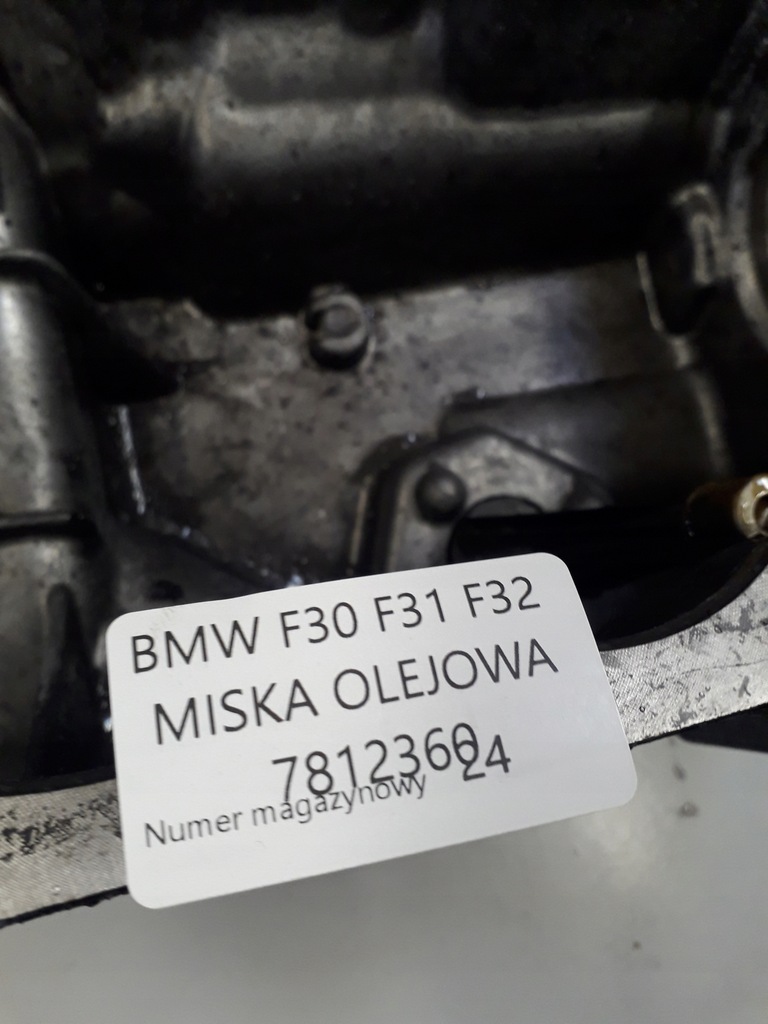 BMW F30 F31 F32
MISKA OLEJOWA
7812360
Numer magazynowy 24